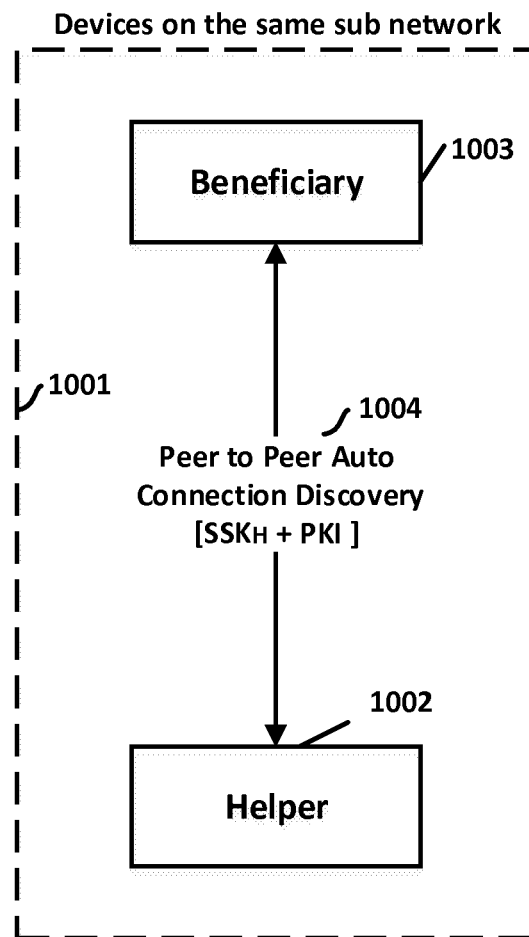 Devices on the same sub network
1003
Beneficiary
1001
1004
Peer to Peer Auto
Connection Discovery
[SSKH + PKI ]
1002
Helper